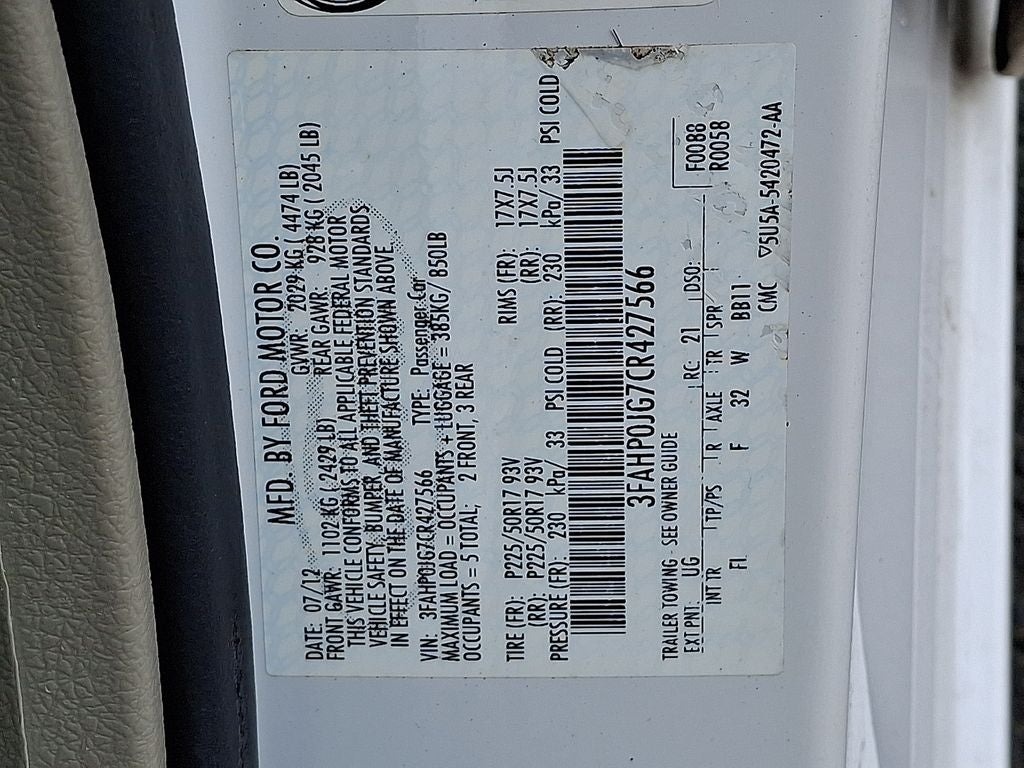 MFD. BY FORD MOTOR CO.
DATE: 07/12 GVWR: 2029 KG ( 4474 LB)
FRONT GAWR: 1102 KG (2429 LB) REAR GAWR: 928 KG ( 2045 LB)
THIS VEHICLE CONFORMS TO ALL APPLICABLE FEDERAL MOTOR
VEHICLE SAFETY, BUMPER, AND THEFT PREVENTION STANDARDS
IN EFFECT ON THE DATE OF MANUFACTURE SHOWN ABOVE.
VIN: 3FAHP0JG7CR427566 TYPE: Passenger Car
MAXIMUM LOAD = OCCUPANTS + LUGGAGE = 385KG/ 850LB
OCCUPANTS = 5 TOTAL; 2 FRONT, 3 REAR
TIRE (FR): P225/50R17 93V RIMS (FR): 17X7.5J
(RR): P225/50R17 93V (RR): 17X7.5J
PRESSURE (FR): 230 kPa/ 33 PSI COLD (RR): 230 kPa/ 33 PSI COLD
3FAHP0JG7CR427566
TRAILER TOWING - SEE OWNER GUIDE
F0088
R0058
EXT PNT: UG RC: 21 DSO:
INT TR TP/PS R AXLE TR SPR
FI F 32 W BB11
CMC ▽5U5A-5420472-AA